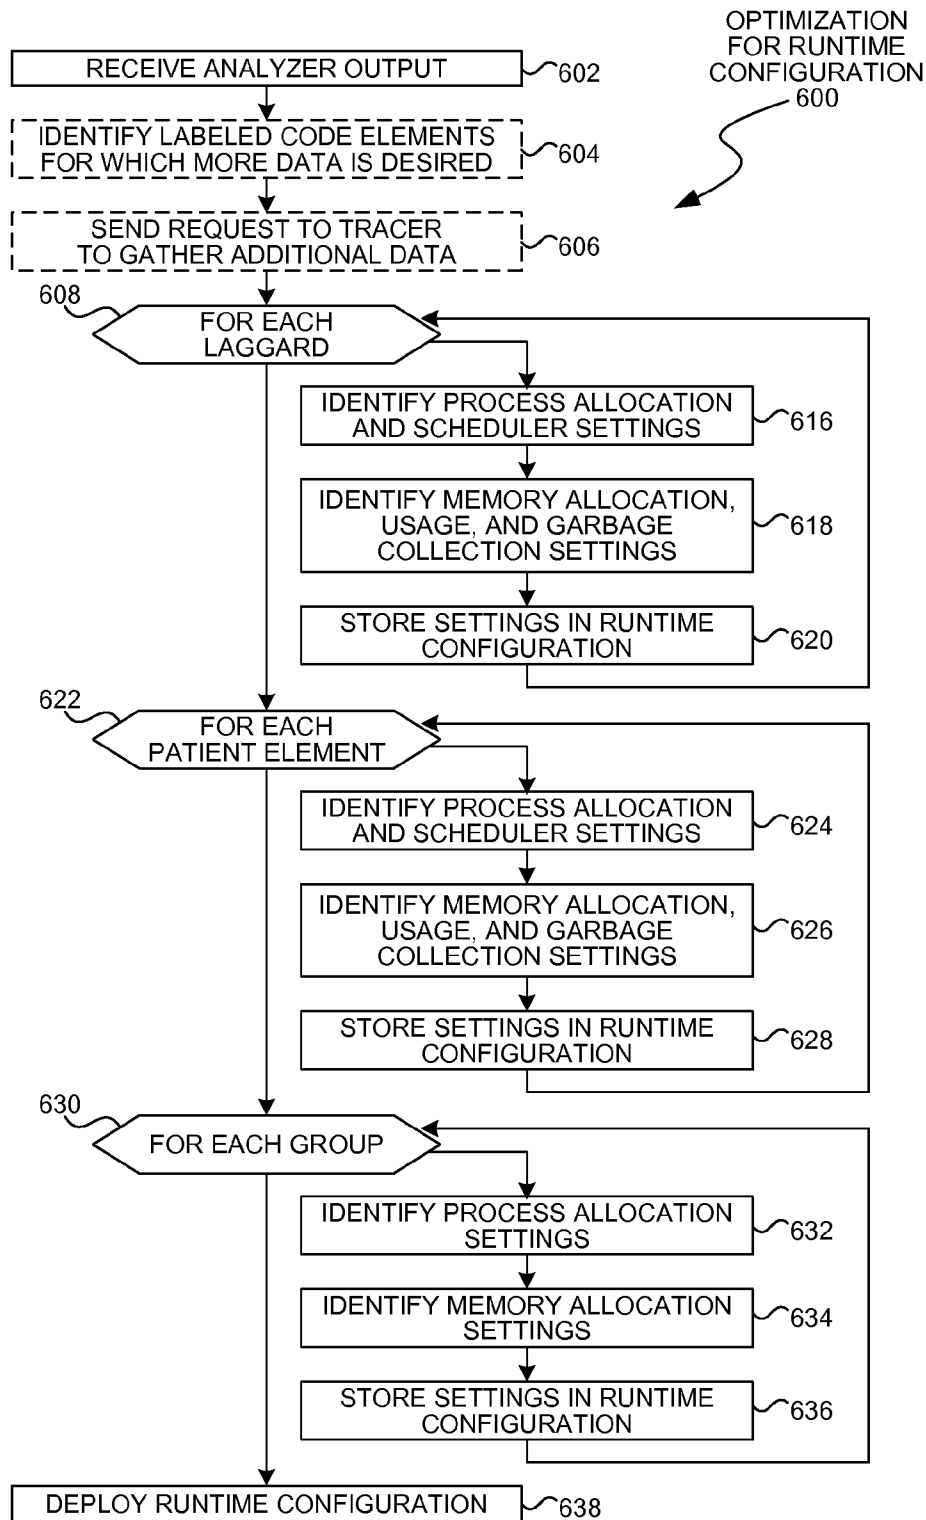 OPTIMIZATION
FOR RUNTIME
CONFIGURATION
600
RECEIVE ANALYZER OUTPUT
602
IDENTIFY LABELED CODE ELEMENTS
FOR WHICH MORE DATA IS DESIRED
604
SEND REQUEST TO TRACER
TO GATHER ADDITIONAL DATA
606
608
FOR EACH
LAGGARD
IDENTIFY PROCESS ALLOCATION
AND SCHEDULER SETTINGS
616
IDENTIFY MEMORY ALLOCATION,
USAGE, AND GARBAGE
COLLECTION SETTINGS
618
STORE SETTINGS IN RUNTIME
CONFIGURATION
620
622
FOR EACH
PATIENT ELEMENT
IDENTIFY PROCESS ALLOCATION
AND SCHEDULER SETTINGS
624
IDENTIFY MEMORY ALLOCATION,
USAGE, AND GARBAGE
COLLECTION SETTINGS
626
STORE SETTINGS IN RUNTIME
CONFIGURATION
628
630
FOR EACH GROUP
IDENTIFY PROCESS ALLOCATION
SETTINGS
632
IDENTIFY MEMORY ALLOCATION
SETTINGS
634
STORE SETTINGS IN RUNTIME
CONFIGURATION
636
DEPLOY RUNTIME CONFIGURATION
638